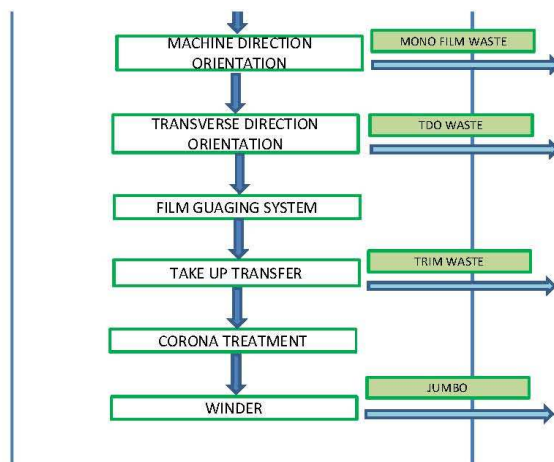 MACHINE DIRECTION
ORIENTATION
MONO FILM WASTE
TRANSVERSE DIRECTION
ORIENTATION
TDO WASTE
FILM GUAGING SYSTEM
TAKE UP TRANSFER
TRIM WASTE
CORONA TREATMENT
WINDER
JUMBO